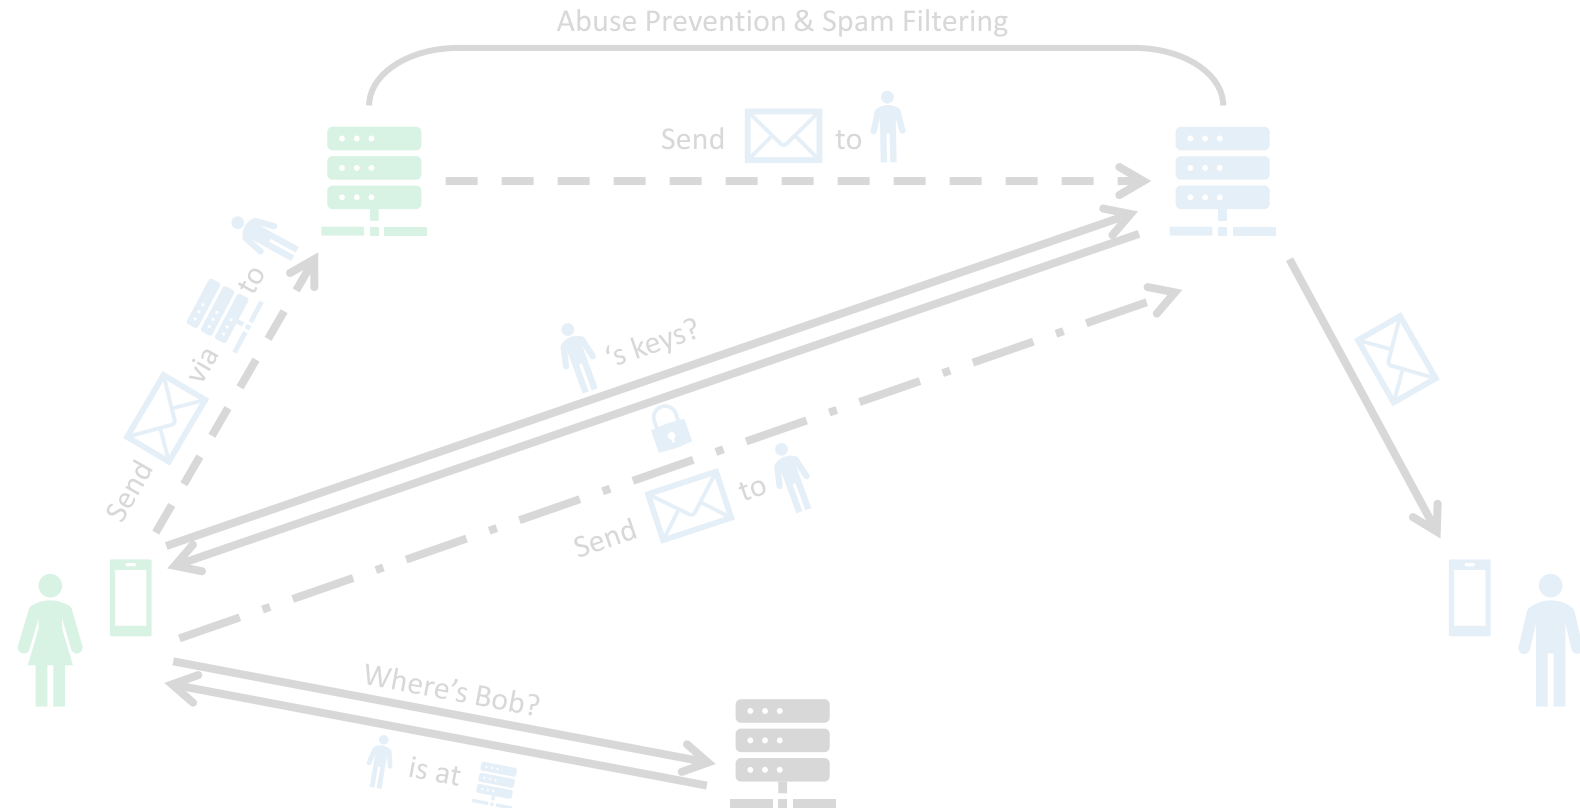 Abuse Prevention & Spam Filtering
Send to
Send via to
‘s keys?
Send to
Where’s Bob?
is at